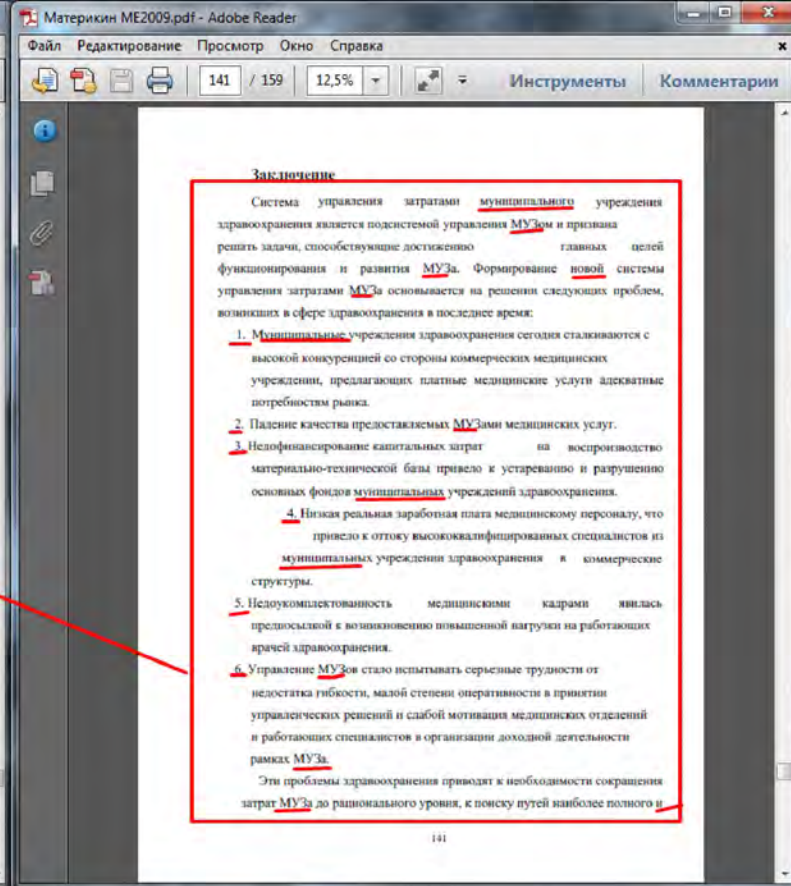 Материкин МЕ2009.pdf - Adobe Reader
Файл Редактирование Просмотр Окно Справка
141 / 159 12,5% Инструменты Комментарии
Заключение
Система управления затратами муниципального учреждения
здравоохранения является подсистемой управления МУЗом и призвана
решать задачи, способствующие достижению главных целей
функционирования и развития МУЗа. Формирование новой системы
управления затратами МУЗа основывается на решении следующих проблем,
возникших в сфере здравоохранения в последнее время:
1. Муниципальные учреждения здравоохранения сегодня сталкиваются с
высокой конкуренцией со стороны коммерческих медицинских
учреждении, предлагающих платные медицинские услуги адекватные
потребностям рынка.
2. Падение качества предоставляемых МУЗами медицинских услуг.
3. Недофинансирование капитальных затрат на воспроизводство
материально-технической базы привело к устареванию и разрушению
основных фондов муниципальных учреждений здравоохранения.
4. Низкая реальная заработная плата медицинскому персоналу, что
привело к оттоку высококвалифицированных специалистов из
муниципальных учреждении здравоохранения в коммерческие
структуры.
5. Недоукомплектованность медицинскими кадрами явилась
предпосылкой к возникновению повышенной нагрузки на работающих
врачей здравоохранения.
6. Управление МУЗов стало испытывать серьезные трудности от
недостатка гибкости, малой степени оперативности в принятии
управленческих решений и слабой мотивация медицинских отделений
и работающих специалистов в организации доходной деятельности
рамках МУЗа.
Эти проблемы здравоохранения приводят к необходимости сокращения
затрат МУЗа до рационального уровня, к поиску путей наиболее полного и
141